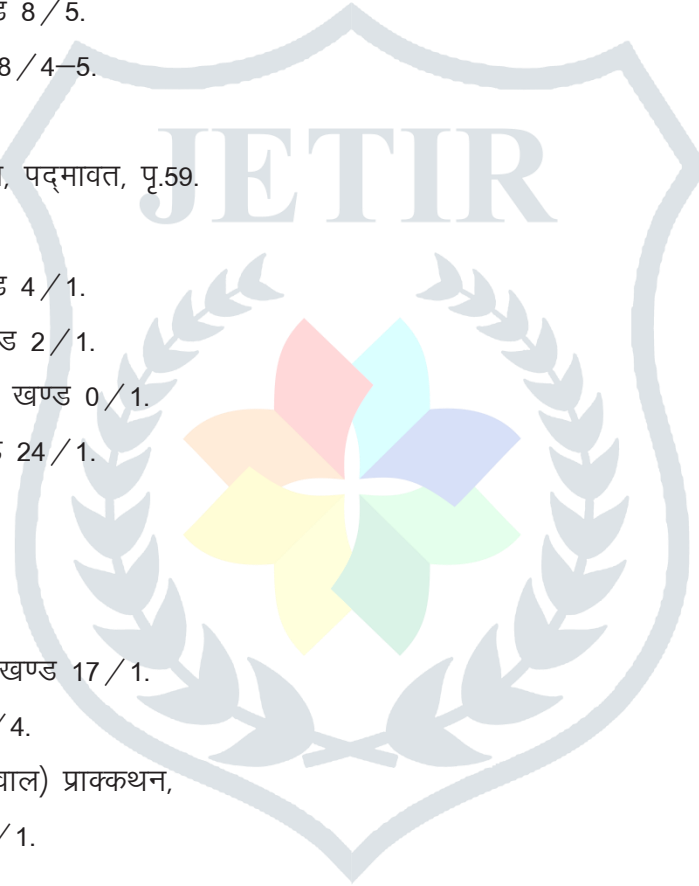 8/5.
8/4–5.
पद्मावत, पृ.59.
JETIR
4/1.
2/1.
खण्ड 0/1.
24/1.
खण्ड 17/1.
/4.
प्राक्कथन,
/1.